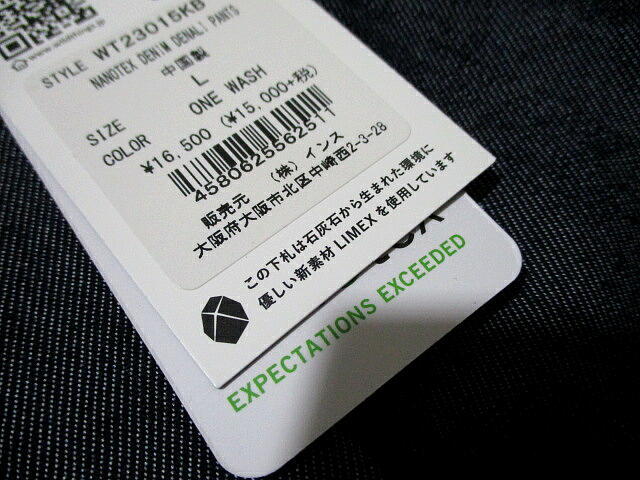 STYLE WT23015KB
NANOTEX DENIM DENALI PANTS
中国製
SIZE L
COLOR ONE WASH
¥16,500 (¥15,000+税)
4580625562511
販売元 (株) インス
大阪府大阪市北区中崎西2-3-28
この下札は石灰石から生まれた環境に
優しい新素材 LIMEX を使用しています
EXPECTATIONS EXCEEDED